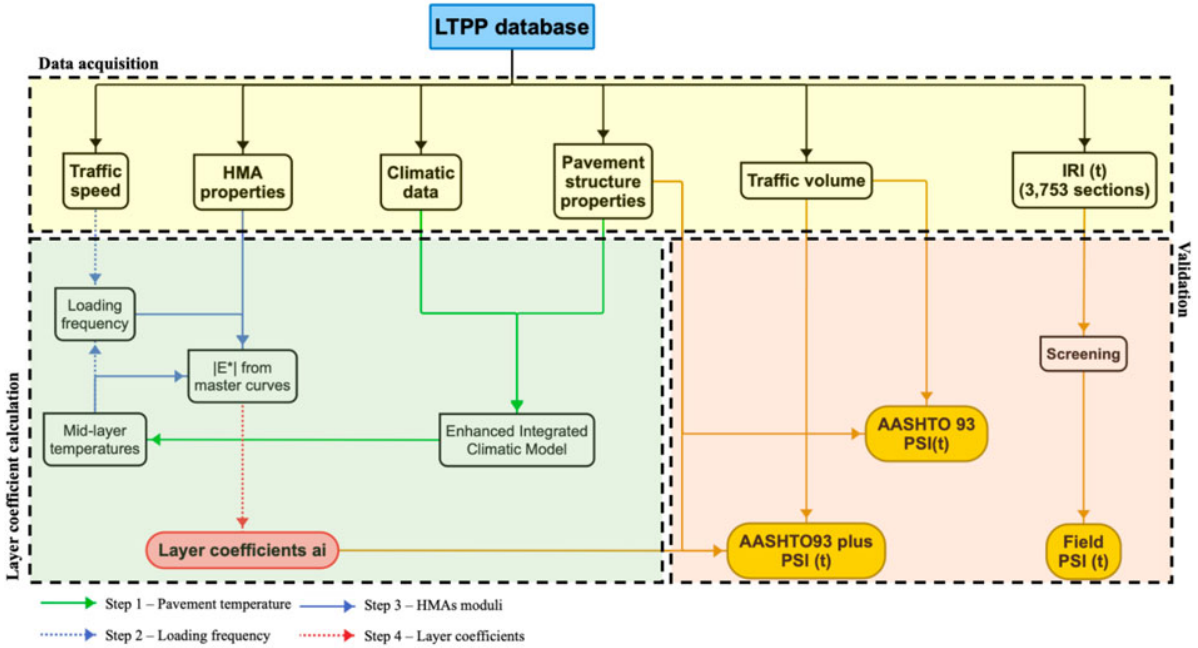 LTPP database
Data acquisition
Traffic
speed
HMA
properties
Climatic
data
Pavement
structure
properties
Traffic volume
IRI (t)
(3,753 sections)
Layer coefficient calculation
Validation
Loading
frequency
|E*| from
master curves
Screening
Mid-layer
temperatures
Enhanced Integrated
Climatic Model
AASHTO 93
PSI(t)
Layer coefficients ai
AASHTO93 plus
PSI (t)
Field
PSI (t)
Step 1 – Pavement temperature
Step 3 – HMAs moduli
Step 2 – Loading frequency
Step 4 – Layer coefficients